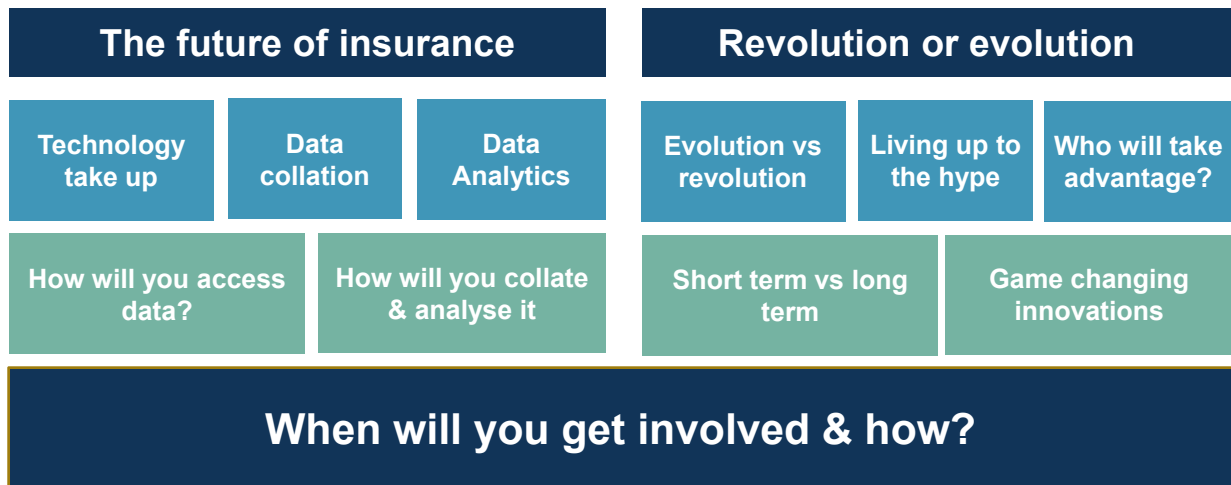 The future of insurance
Revolution or evolution
Technology
take up
Data
collation
Data
Analytics
Evolution vs
revolution
Living up to
the hype
Who will take
advantage?
How will you access
data?
How will you collate
& analyse it
Short term vs long
term
Game changing
innovations
When will you get involved & how?